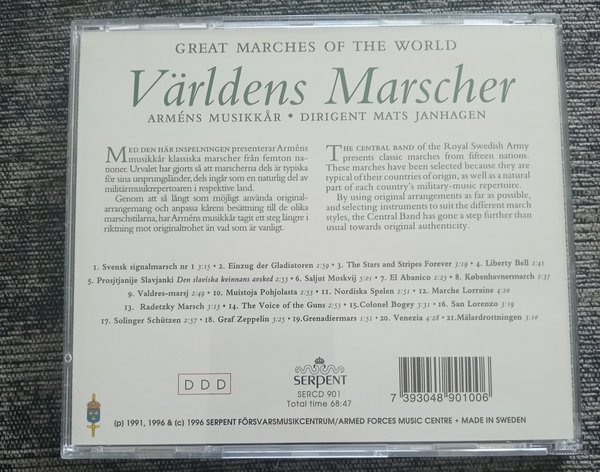 GREAT MARCHES OF THE WORLD
Världens Marscher
ARMÉNS MUSIKKÅR • DIRIGENT MATS JANHAGEN
MED DEN HÄR INSPELNINGEN presenterar Arméns
musikkår klassiska marscher från femton na-
tioner. Urvalet har gjorts så att marscherna dels är typiska
för sina ursprungsländer, dels ingår som en naturlig del av
militärmusikrepertoaren i respektive land.
Genom att så långt som möjligt använda original-
arrangemang och anpassa kårens besättning till de olika
marschstilarna, har Arméns musikkår tagit ett steg längre i
riktning mot originaltrohet än vad som är vanligt.
THE CENTRAL BAND of the Royal Swedish Army
presents classic marches from fifteen nations.
These marches have been selected because they are
typical of their countries of origin, as well as a natural
part of each country's military-music repertoire.
By using original arrangements as far as possible,
and selecting instruments to suit the different march
styles, the Central Band has gone a step further than
usual towards original authenticity.
1. Svensk signalmarsch nr 1 3:15 • 2. Einzug der Gladiatoren 2:59 • 3. The Stars and Stripes Forever 3:19 • 4. Liberty Bell 2:41
5. Prosjtjanije Slavjanki Den slaviska kvinnans avsked 2:53 • 6. Saljut Moskvij 5:01 • 7. El Abanico 2:23 • 8. Københavnermarch 2:37
9. Valdres-marsj 2:49 • 10. Muistoja Pohjolasta 2:53 • 11. Nordiska Spelen 2:51 • 12. Marche Lorraine 4:20
13. Radetzky Marsch 3:13 • 14. The Voice of the Guns 2:53 • 15.Colonel Bogey 3:31 • 16. San Lorenzo 3:19
17. Solinger Schützen 2:57 • 18. Graf Zeppelin 3:25 • 19.Grenadiermars 1:51 • 20. Venezia 4:28 • 21.Mälardrottningen 3:10
DDD
SERPENT
SERCD 901
Total time 68:47
7 393048 901006
(p) 1991, 1996 & (c) 1996 SERPENT FÖRSVARSMUSIKCENTRUM/ARMED FORCES MUSIC CENTRE • MADE IN SWEDEN